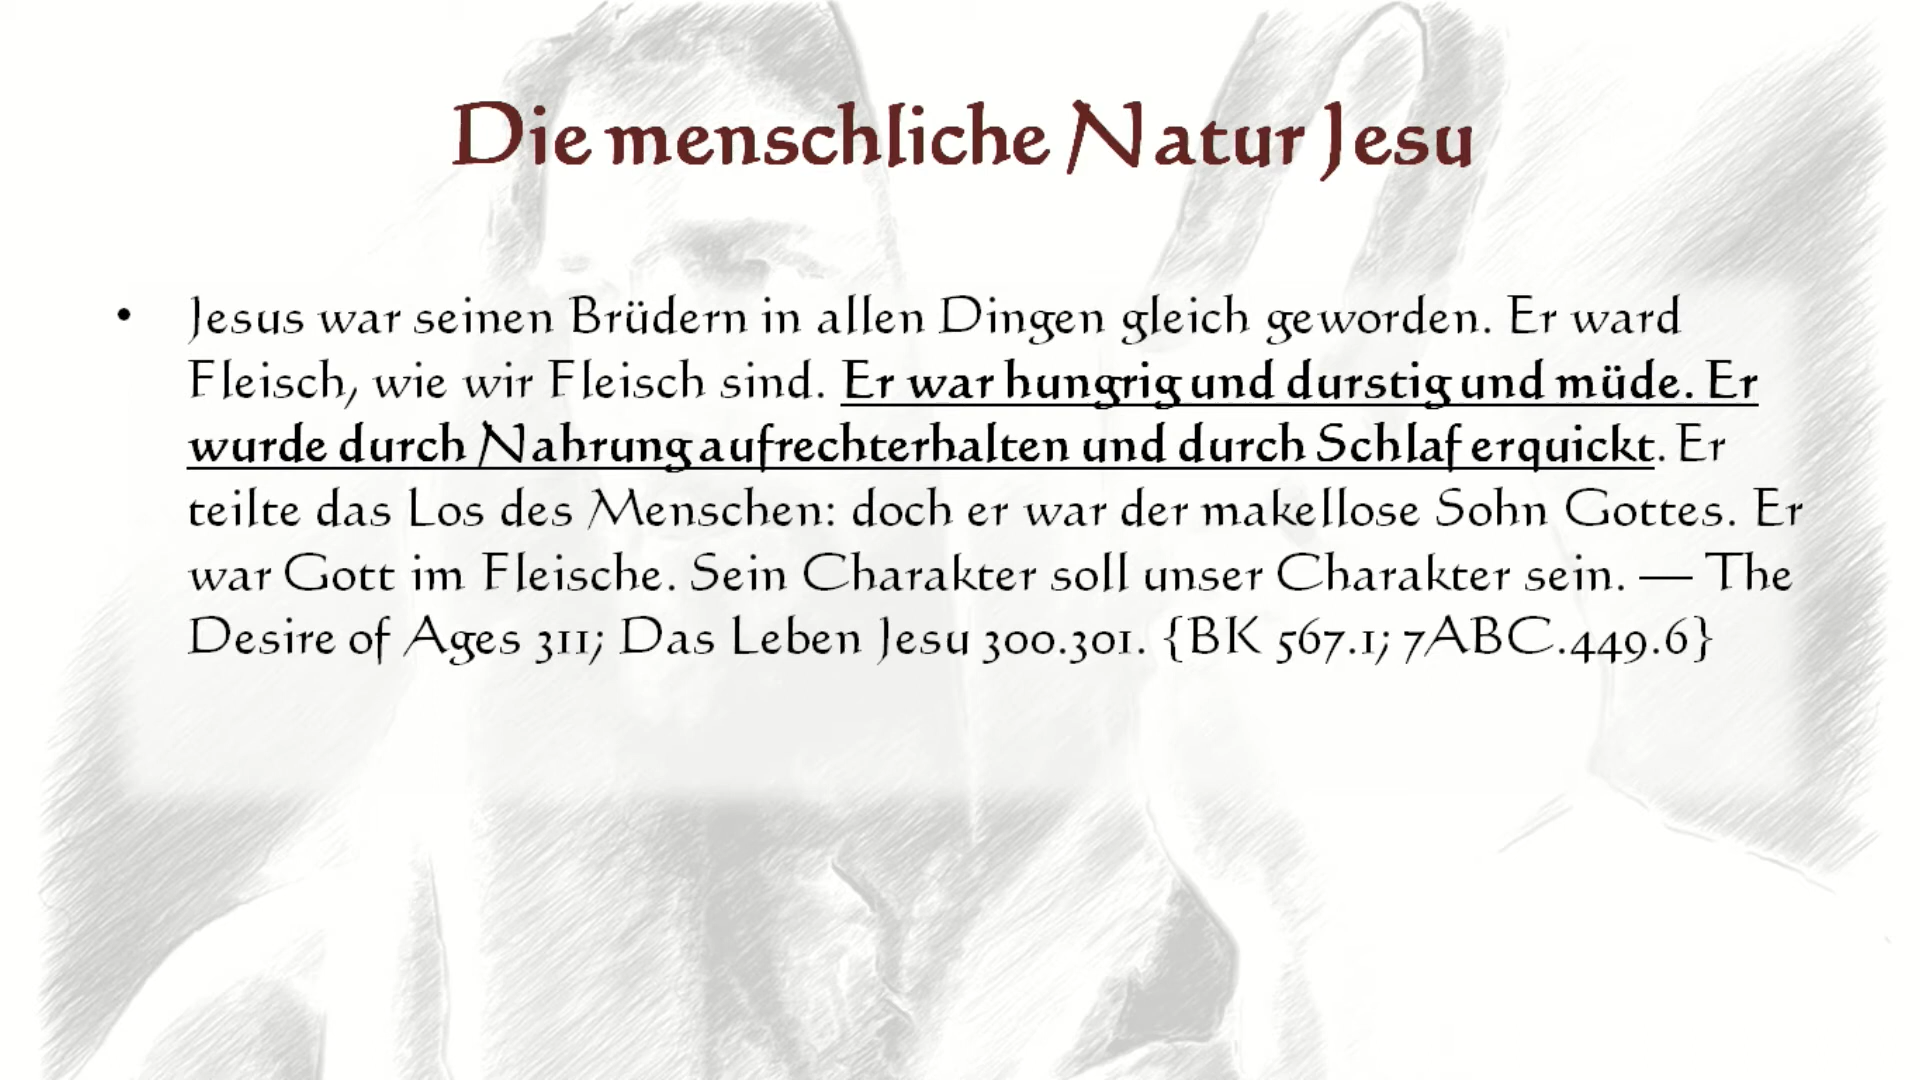 Die menschliche Natur Jesu
• Jesus war seinen Brüdern in allen Dingen gleich geworden. Er ward
Fleisch, wie wir Fleisch sind. Er war hungrig und durstig und müde. Er
wurde durch Nahrung aufrechterhalten und durch Schlaf erquickt. Er
teilte das Los des Menschen: doch er war der makellose Sohn Gottes. Er
war Gott im Fleische. Sein Charakter soll unser Charakter sein. — The
Desire of Ages 311; Das Leben Jesu 300.301. {BK 567.1; 7ABC.449.6}